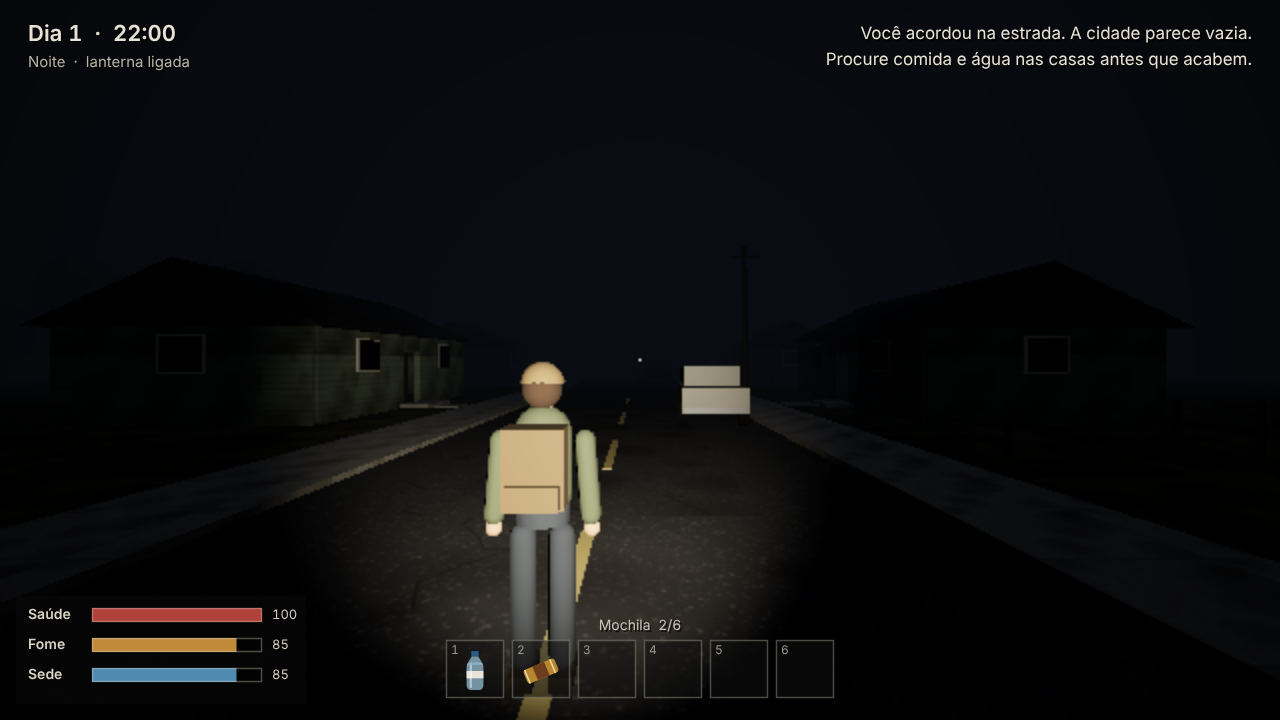 Dia 1 · 22:00
Noite · lanterna ligada
Você acordou na estrada. A cidade parece vazia.
Procure comida e água nas casas antes que acabem.
Saúde 100
Fome 85
Sede 85
Mochila 2/6
1 2 3 4 5 6